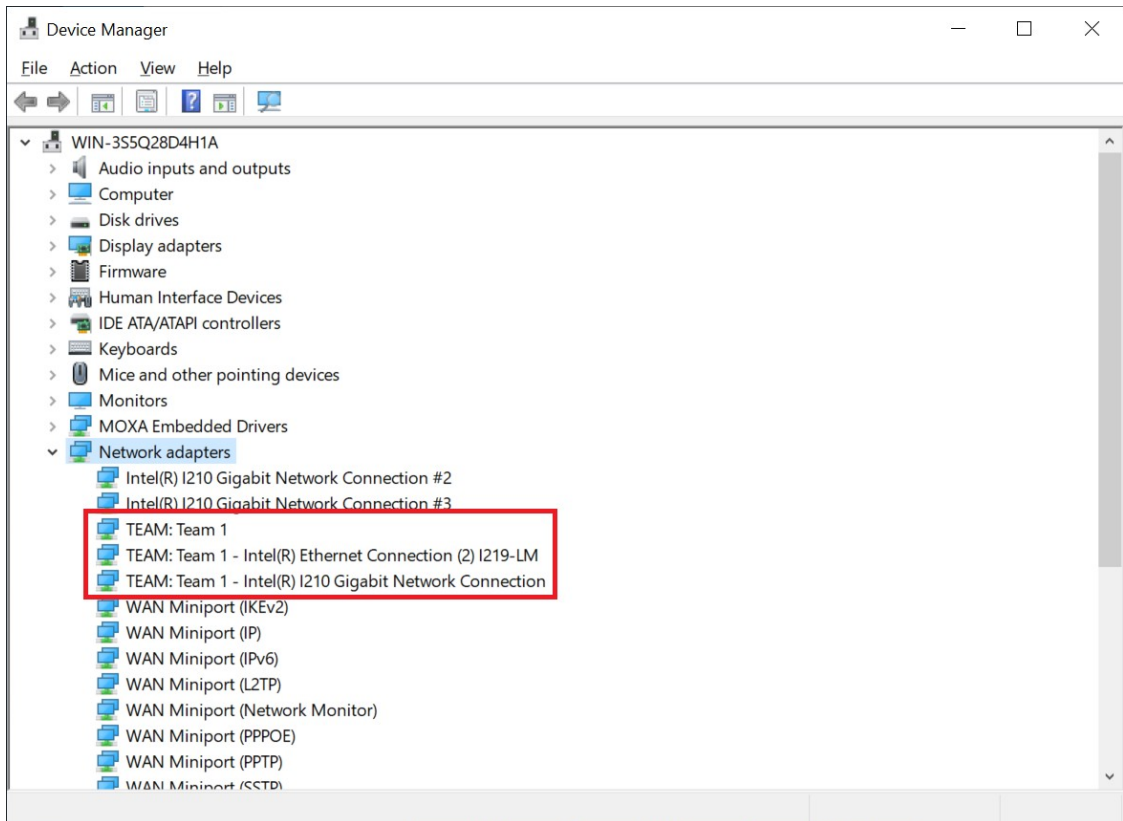 Device Manager
File Action View Help
WIN-3S5Q28D4H1A
Audio inputs and outputs
Computer
Disk drives
Display adapters
Firmware
Human Interface Devices
IDE ATA/ATAPI controllers
Keyboards
Mice and other pointing devices
Monitors
MOXA Embedded Drivers
Network adapters
Intel(R) I210 Gigabit Network Connection #2
Intel(R) I210 Gigabit Network Connection #3
TEAM: Team 1
TEAM: Team 1 - Intel(R) Ethernet Connection (2) I219-LM
TEAM: Team 1 - Intel(R) I210 Gigabit Network Connection
WAN Miniport (IKEv2)
WAN Miniport (IP)
WAN Miniport (IPv6)
WAN Miniport (L2TP)
WAN Miniport (Network Monitor)
WAN Miniport (PPPOE)
WAN Miniport (PPTP)
WAN Miniport (SSTP)